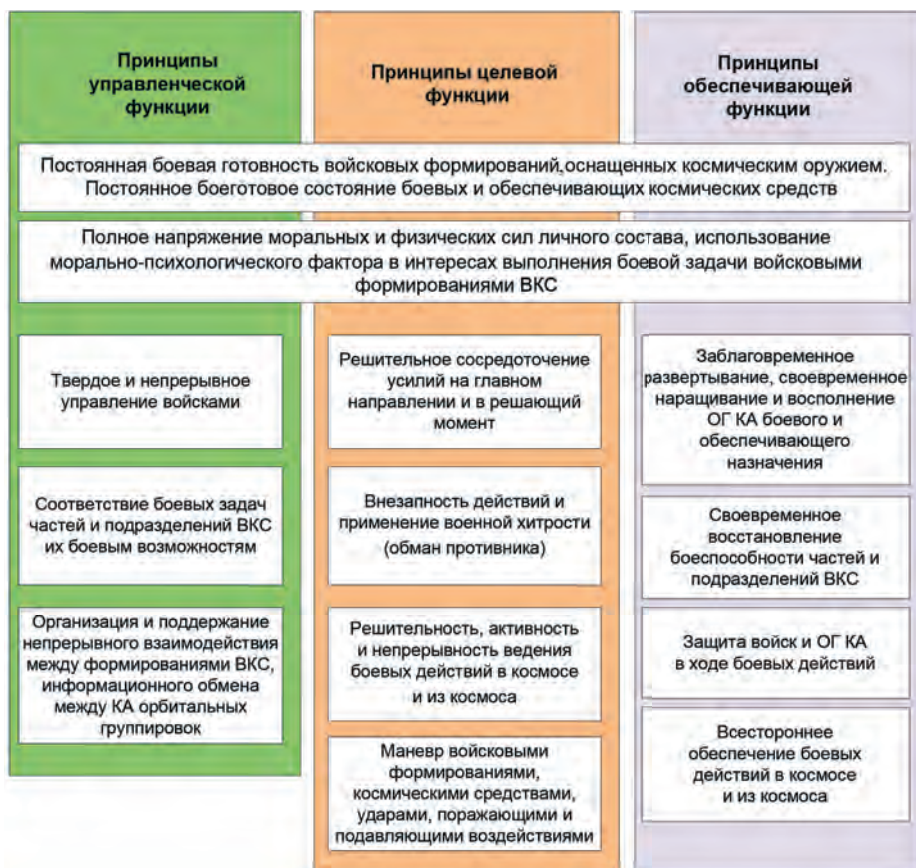 Принципы
управленческой
функции
Принципы целевой
функции
Принципы
обеспечивающей
функции
Постоянная боевая готовность войсковых формирований,оснащенных космическим оружием.
Постоянное боеготовое состояние боевых и обеспечивающих космических средств
Полное напряжение моральных и физических сил личного состава, использование
морально-психологического фактора в интересах выполнения боевой задачи войсковыми
формированиями ВКС
Твердое и непрерывное
управление войсками
Соответствие боевых задач
частей и подразделений ВКС
их боевым возможностям
Организация и поддержание
непрерывного взаимодействия
между формированиями ВКС,
информационного обмена
между КА орбитальных
группировок
Решительное сосредоточение
усилий на главном
направлении и в решающий
момент
Внезапность действий и
применение военной хитрости
(обман противника)
Решительность, активность
и непрерывность ведения
боевых действий в космосе
и из космоса
Маневр войсковыми
формированиями,
космическими средствами,
ударами, поражающими и
подавляющими воздействиями
Заблаговременное
развертывание, своевременное
наращивание и восполнение
ОГ КА боевого и
обеспечивающего
назначения
Своевременное
восстановление
боеспособности частей и
подразделений ВКС
Защита войск и ОГ КА
в ходе боевых действий
Всестороннее
обеспечение боевых
действий в космосе
и из космоса